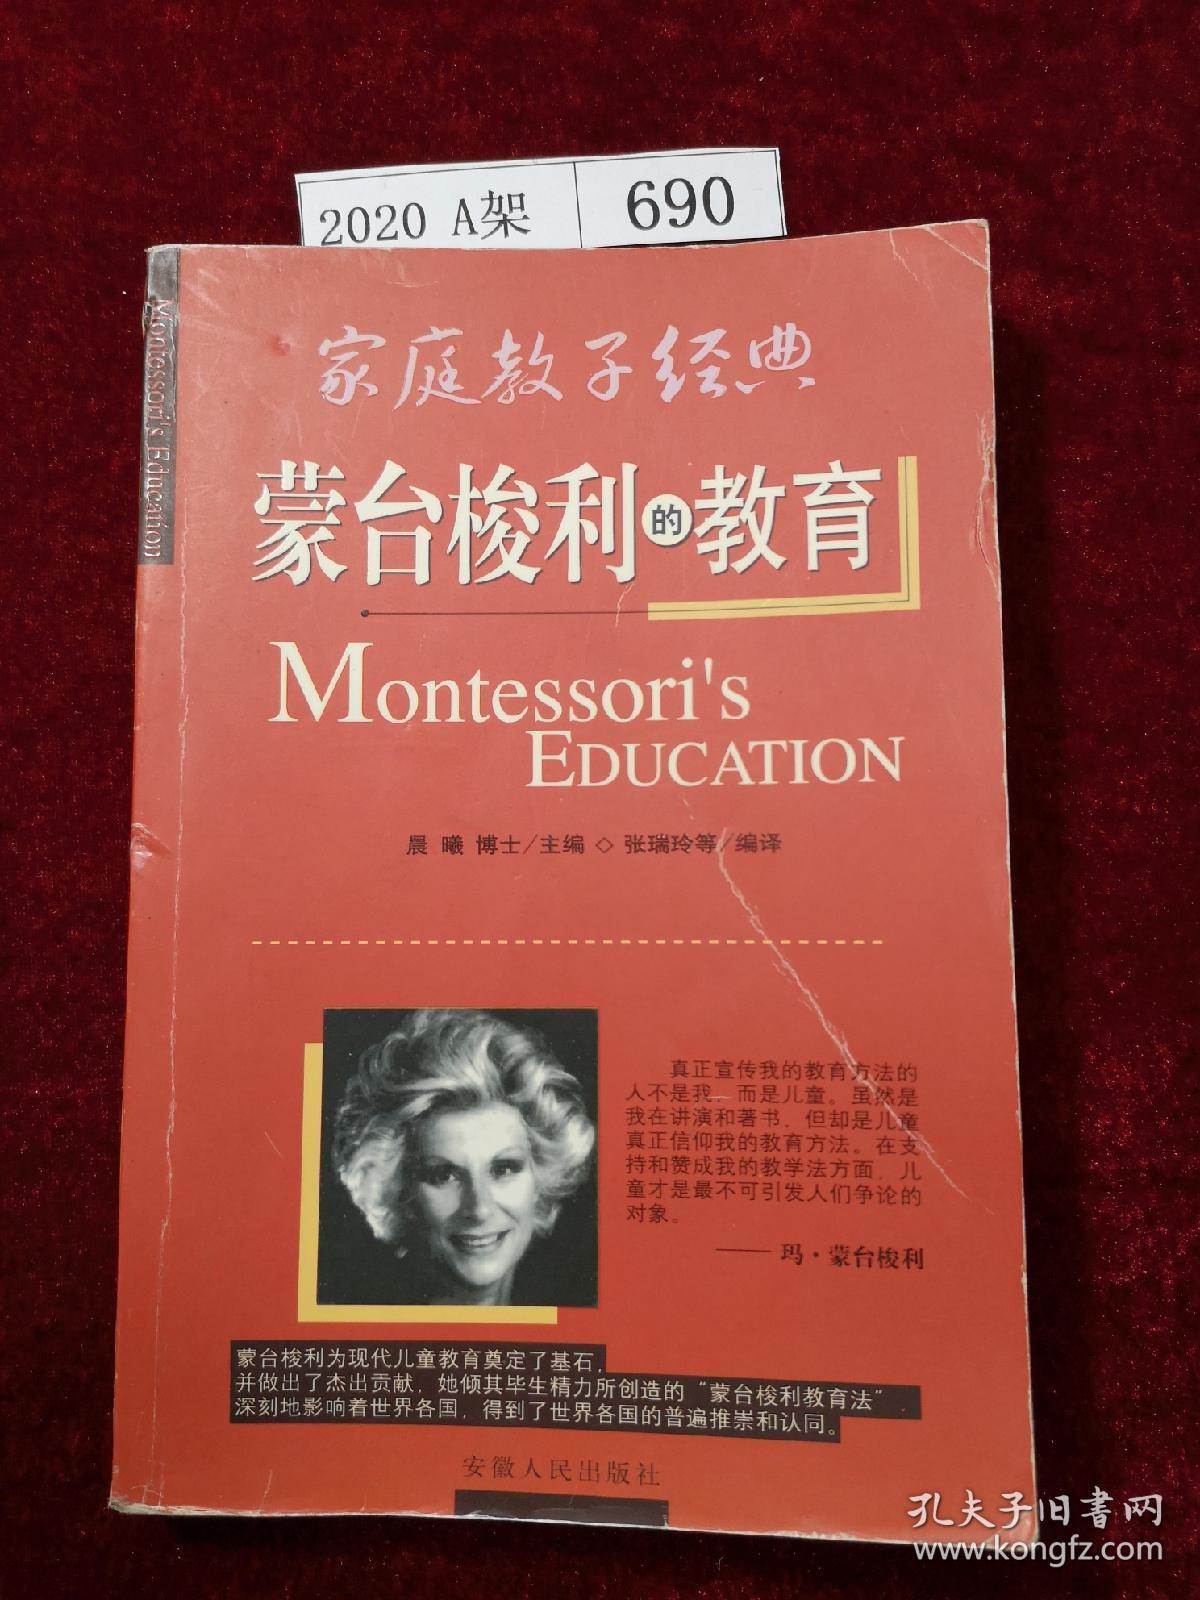 2020 A架 690
Montessori's Education
家庭教子经典
蒙台梭利的教育
Montessori's
EDUCATION
晨 曦 博士/主编◇张瑞玲等/编译
真正宣传我的教育方法的
人不是我，而是儿童。虽然是
我在讲演和著书，但却是儿童
真正信仰我的教育方法。在支
持和赞成我的教学法方面，儿
童才是最不可引发人们争论的
对象。
——玛·蒙台梭利
蒙台梭利为现代儿童教育奠定了基石，
并做出了杰出贡献，她倾其毕生精力所创造的“蒙台梭利教育法”
深刻地影响着世界各国，得到了世界各国的普遍推崇和认同。
安徽人民出版社
孔夫子旧书网
www.kongfz.com